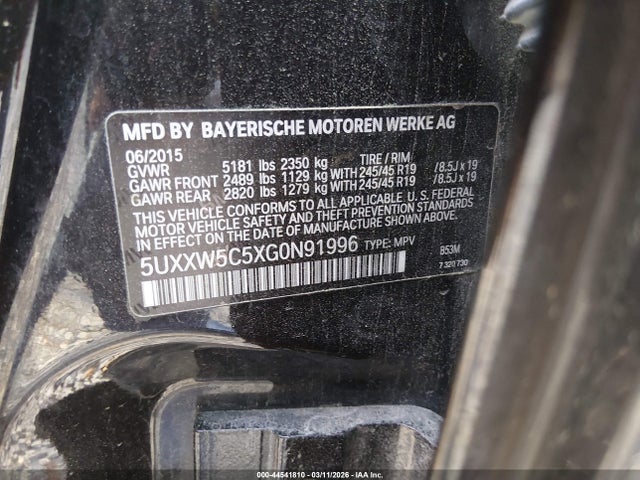 MFD BY BAYERISCHE MOTOREN WERKE AG
06/2015
GVWR 5181 lbs 2350 kg TIRE / RIM
GAWR FRONT 2489 lbs 1129 kg WITH 245/45 R19 / 8.5J x 19
GAWR REAR 2820 lbs 1279 kg WITH 245/45 R19 / 8.5J x 19
THIS VEHICLE CONFORMS TO ALL APPLICABLE U.S. FEDERAL
MOTOR VEHICLE SAFETY AND THEFT PREVENTION STANDARDS
IN EFFECT ON THE DATE OF MANUFACTURE SHOWN ABOVE.
5UXXW5C5XG0N91996 TYPE: MPV B53M
7 320 730
000-44541810 - 03/11/2026 - IAA Inc.